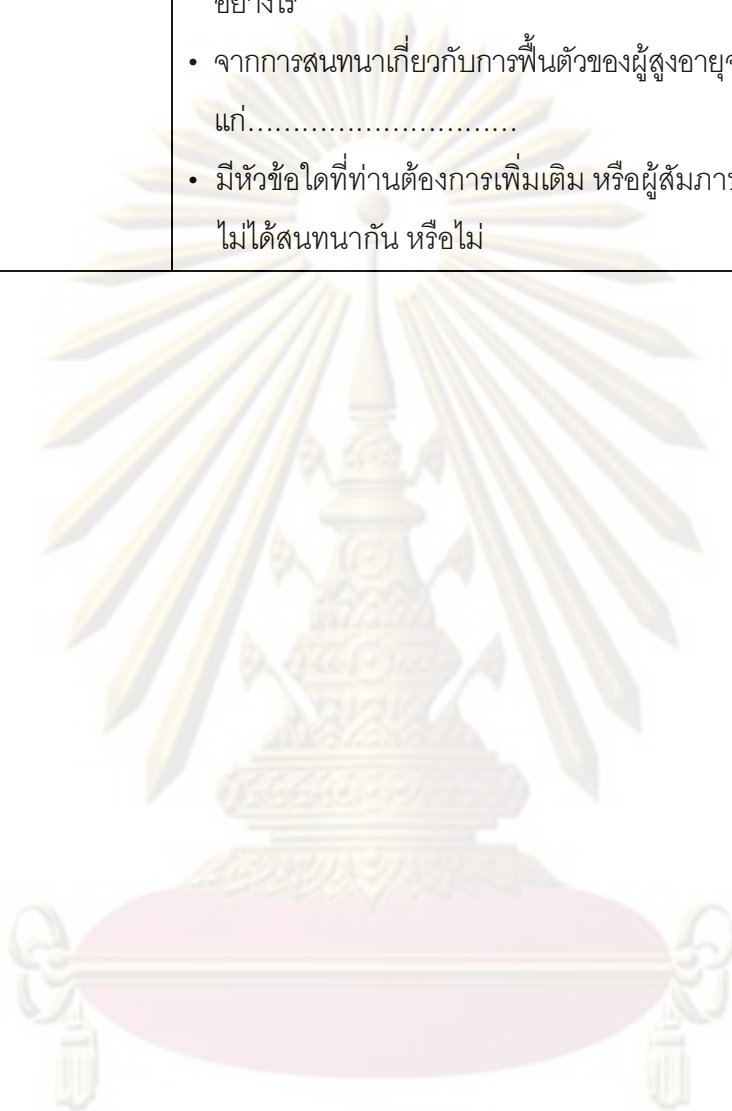 อย่างไร
• จากการสนทนาเกี่ยวกับการฟื้นตัวของผู้สูงอายุ
แก่..............................
• มีหัวข้อใดที่ท่านต้องการเพิ่มเติม หรือผู้สัมภา
ไม่ได้สนทนากัน หรือไม่